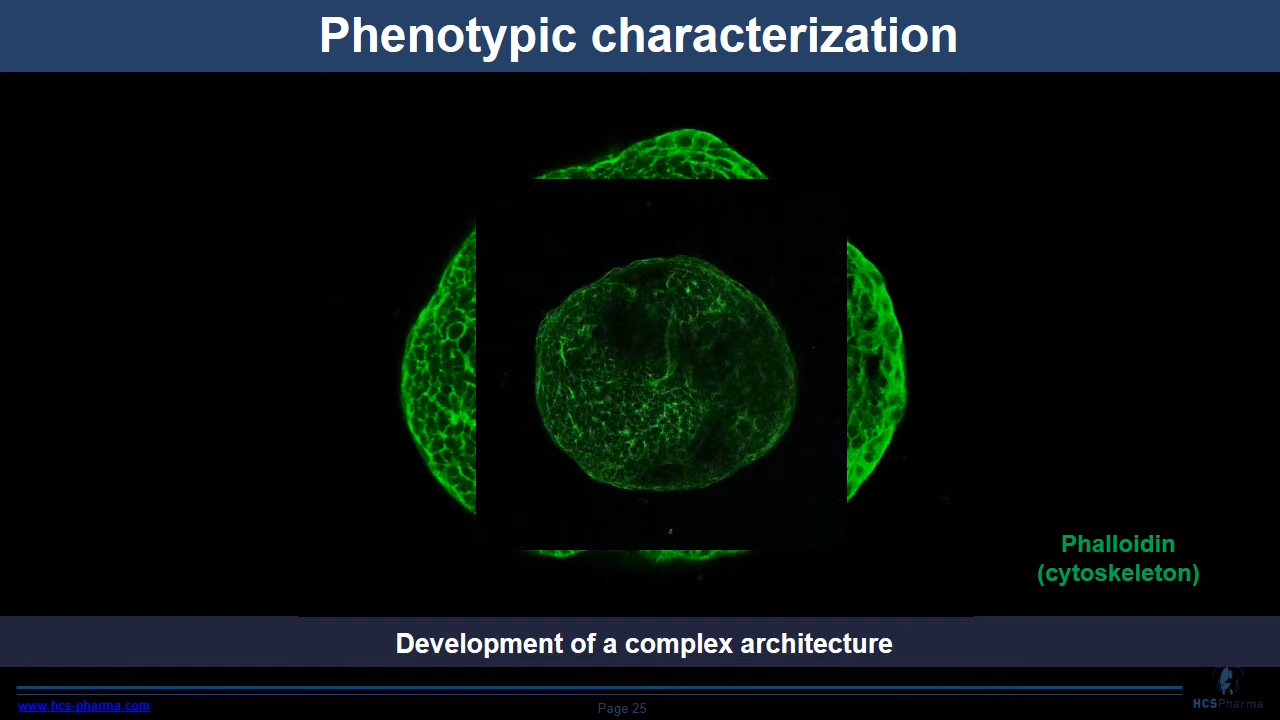 Phenotypic characterization
Phalloidin
(cytoskeleton)
Development of a complex architecture
www.hcs-pharma.com
Page 25
HCSPharma